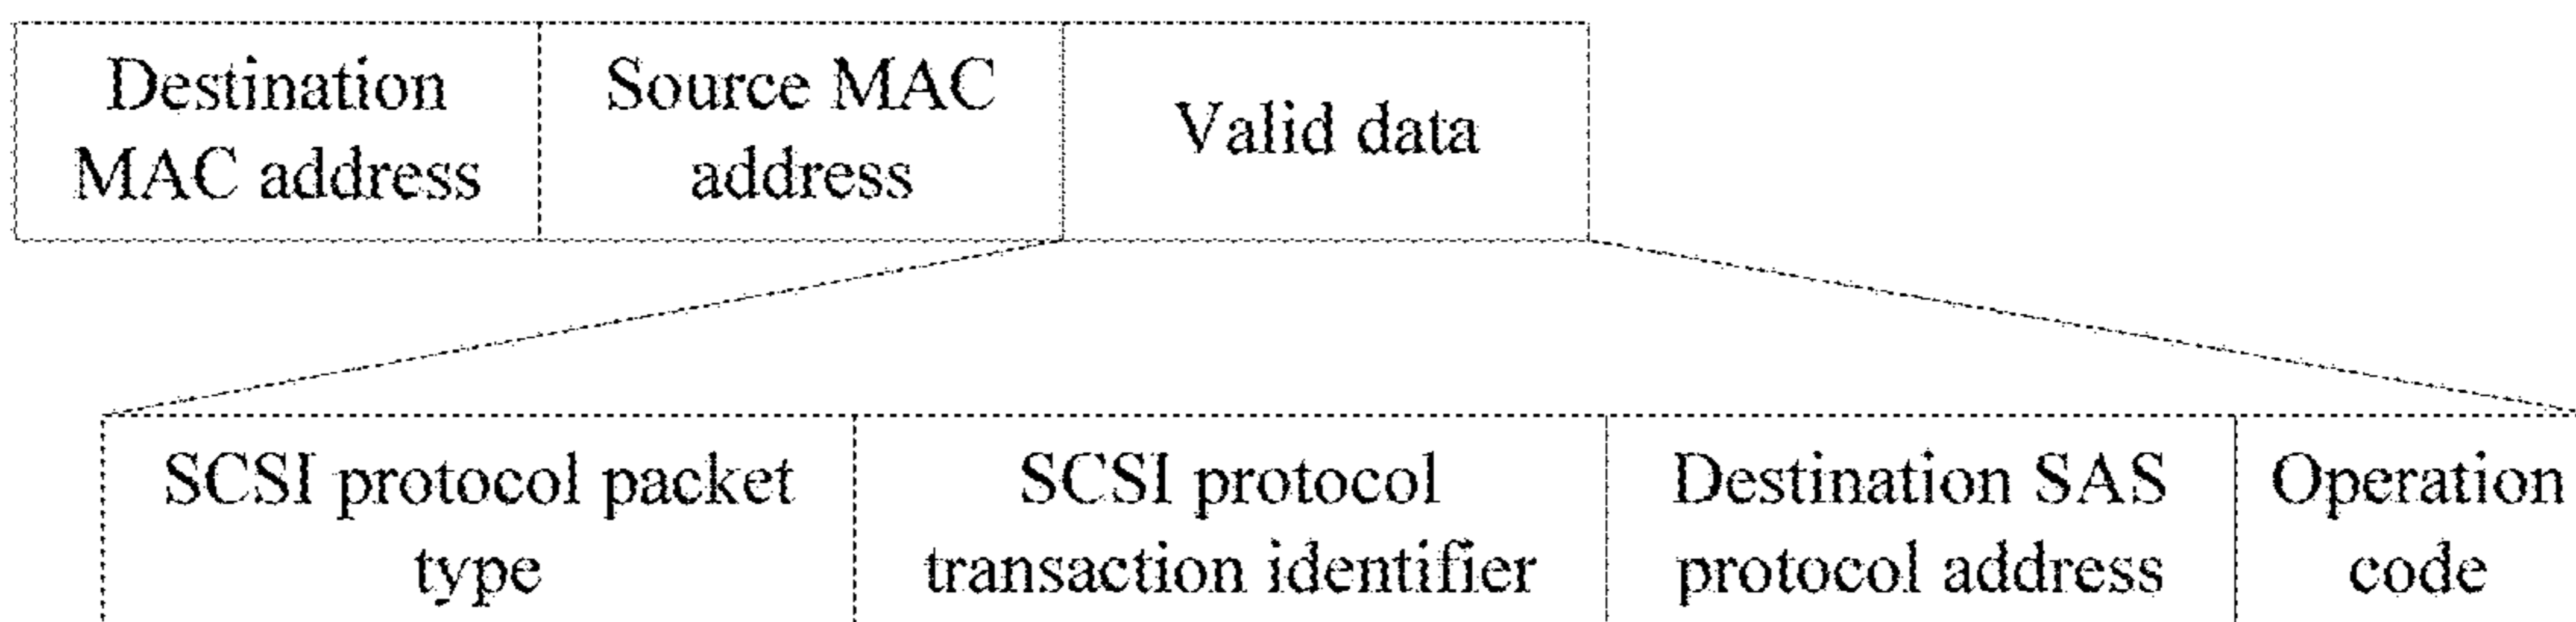 Destination
MAC address
Source MAC
address
Valid data
SCSI protocol packet
type
SCSI protocol
transaction identifier
Destination SAS
protocol address
Operation
code